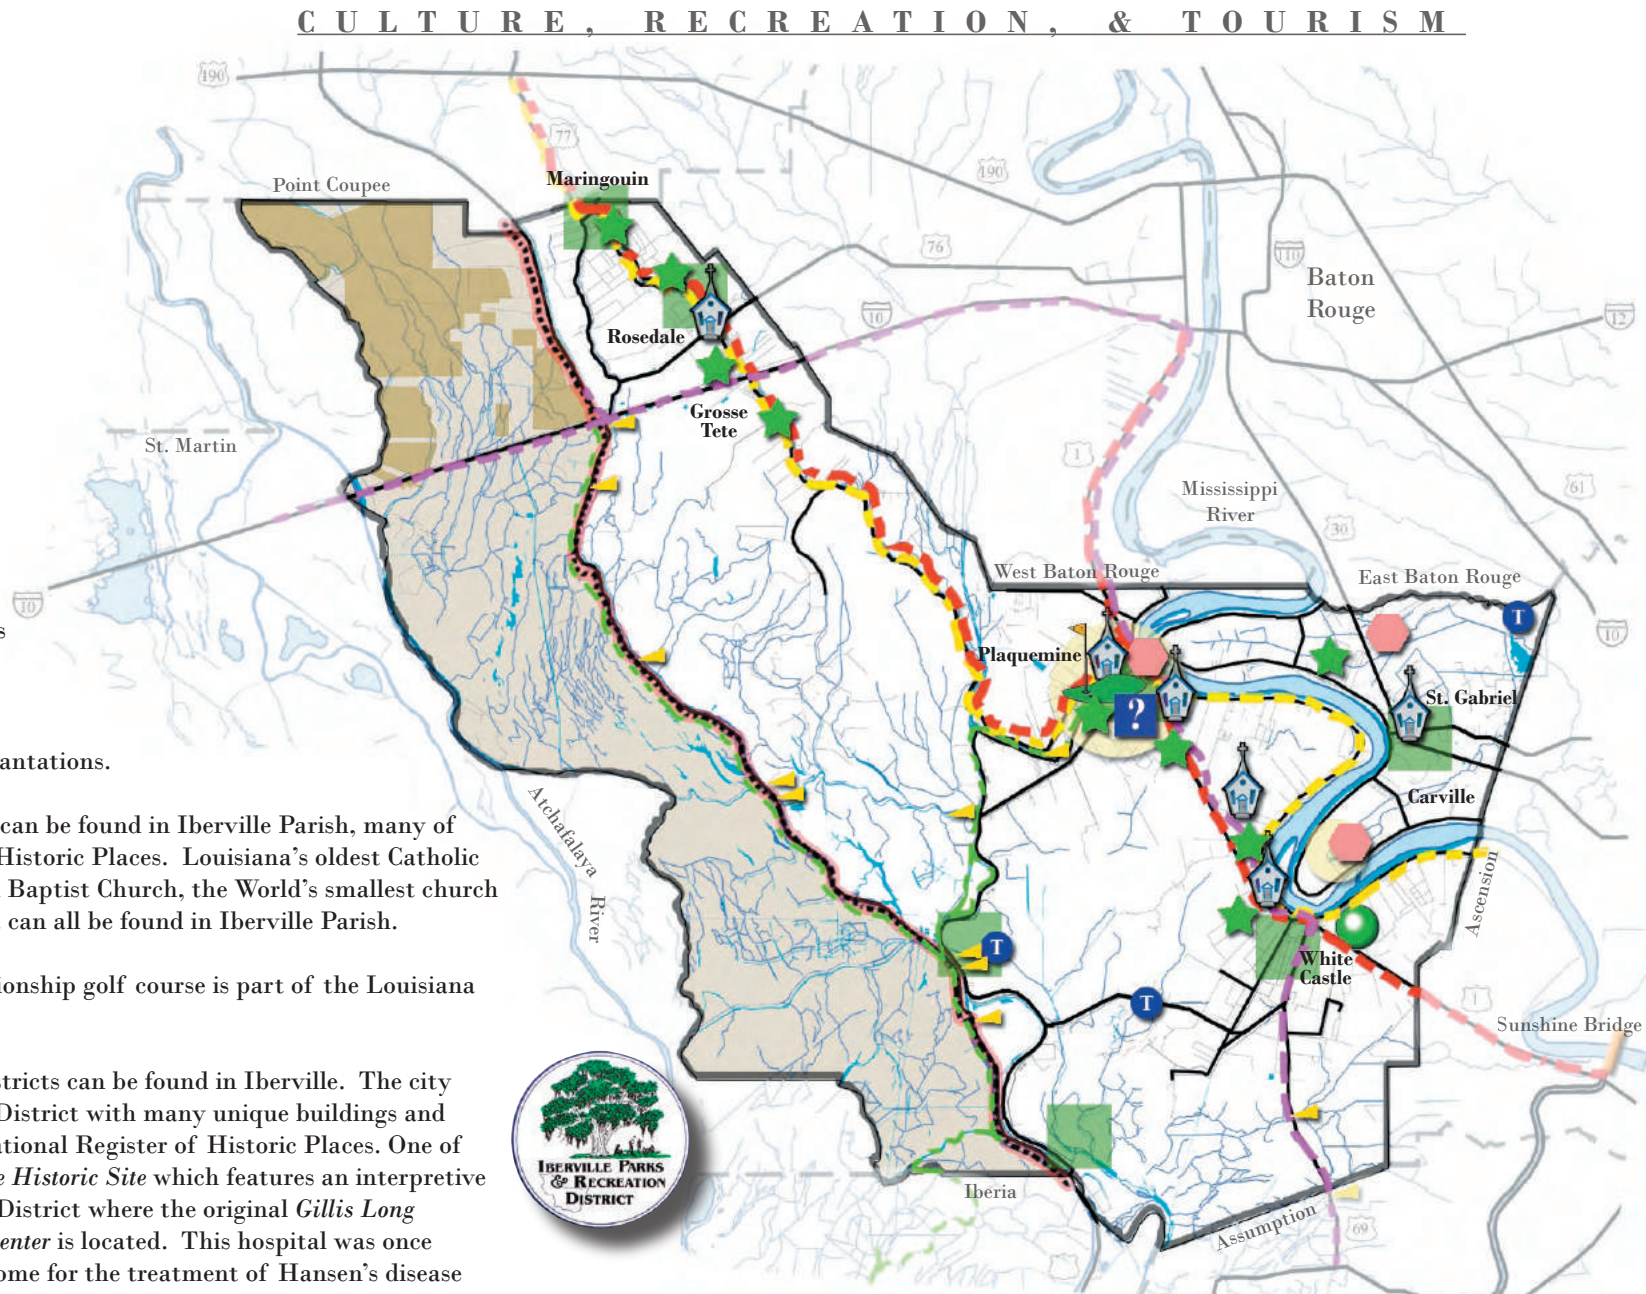 CULTURE, RECREATION, & TOURISM
190
77
Point Coupee
Maringouin
190
76
110
Baton
Rouge
10
12
Rosedale
Grosse
Tete
St. Martin
1
Mississippi
River
61
30
West Baton Rouge
East Baton Rouge
10
10
T
s
Plaquemine
?
St. Gabriel
antations.
Carville
Atchafalaya
River
can be found in Iberville Parish, many of
Historic Places. Louisiana's oldest Catholic
Baptist Church, the World's smallest church
can all be found in Iberville Parish.
Ascension
T
White
Castle
ionship golf course is part of the Louisiana
T
1
Sunshine Bridge
stricts can be found in Iberville. The city
District with many unique buildings and
ational Register of Historic Places. One of
e Historic Site which features an interpretive
District where the original Gillis Long
enter is located. This hospital was once
ome for the treatment of Hansen's disease
IBERVILLE PARKS
& RECREATION
DISTRICT
Iberia
Assumption
69